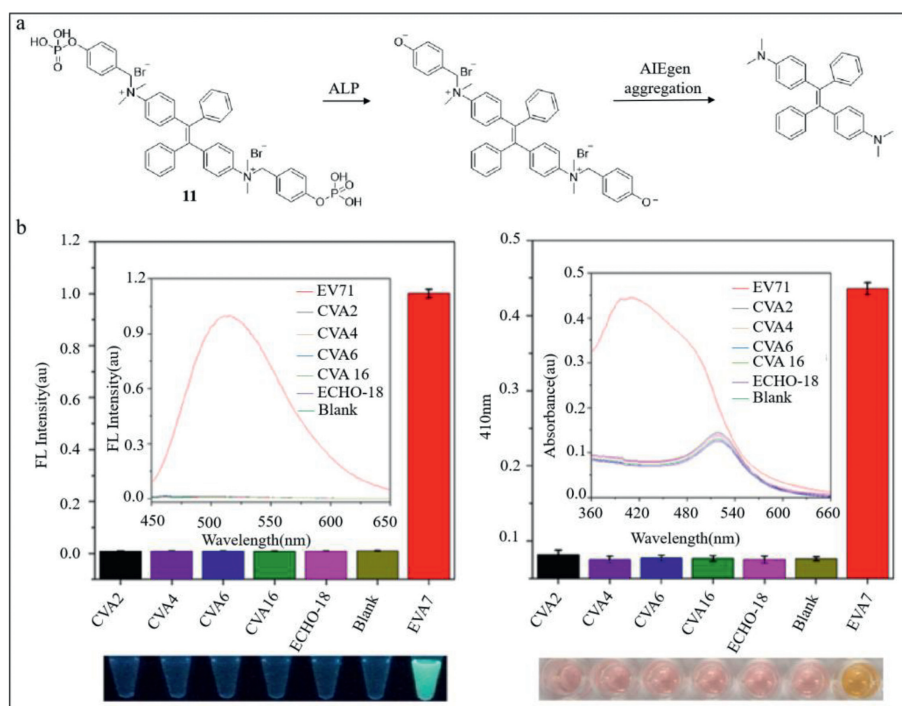 a
HO
OH
P
O
O
Br⁻
N⁺
Br⁻
N⁺
OH
O
P
OH
O
11
ALP
O⁻
Br⁻
N⁺
Br⁻
N⁺
O⁻
AIEgen
aggregation
N
N
b
FL Intensity(au)
1.2
1.0
0.8
0.6
0.4
0.2
0.0
FL Intensity(au)
1.2
0.9
0.6
0.3
0.0
EV71
CVA2
CVA4
CVA6
CVA 16
ECHO-18
Blank
450
500
550
600
650
Wavelength(nm)
CVA2
CVA4
CVA6
CVA16
ECHO-18
Blank
EVA7
410nm
0.5
0.4
0.3
0.2
0.1
Absorbance(au)
0.5
0.4
0.3
0.2
0.1
0.0
EV71
CVA2
CVA4
CVA6
CVA 16
ECHO-18
Blank
360
420
480
540
600
660
Wavelength(nm)
CVA2
CVA4
CVA6
CVA16
ECHO-18
Blank
EVA7